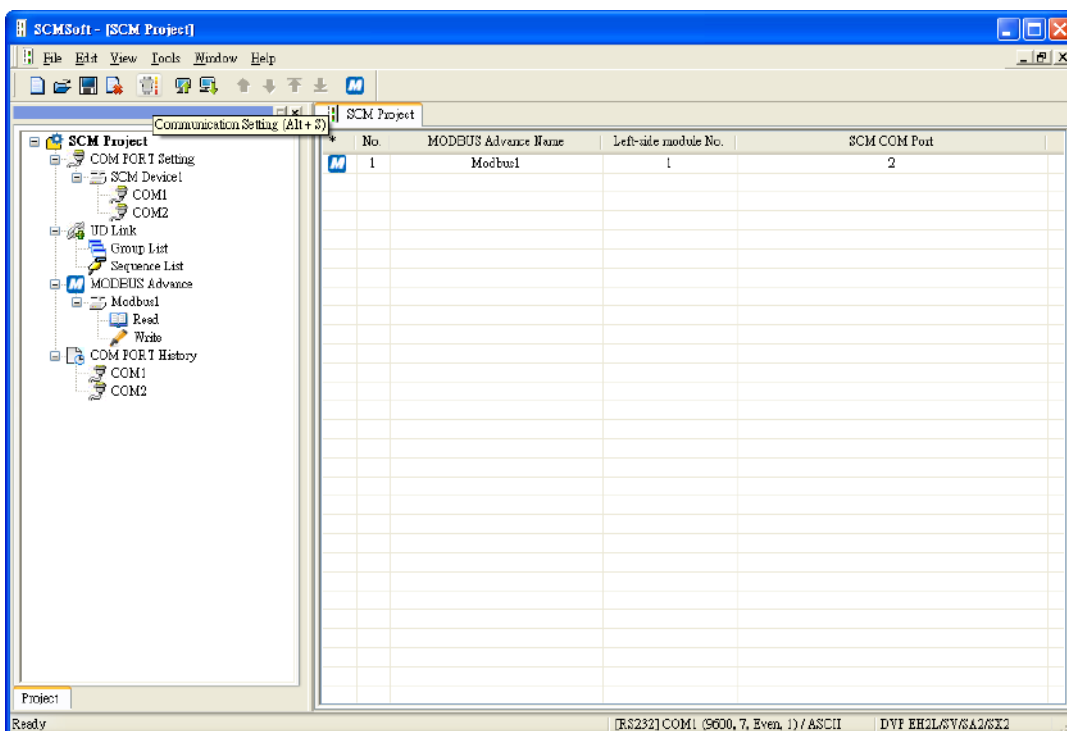 SCMSoft - [SCM Project]
File Edit View Tools Window Help
Communication Setting (Alt + S)
SCM Project
COM PORT Setting
SCM Device1
COM1
COM2
UD Link
Group List
Sequence List
MODBUS Advance
Modbus1
Read
Write
COM PORT History
COM1
COM2
Project
SCM Project
* No. MODBUS Advance Name Left-side module No. SCM COM Port
M 1 Modbus1 1 2
Ready [RS232] COM1 (9600, 7, Even, 1) / ASCII DVP EH2L/SV/SA2/SX2